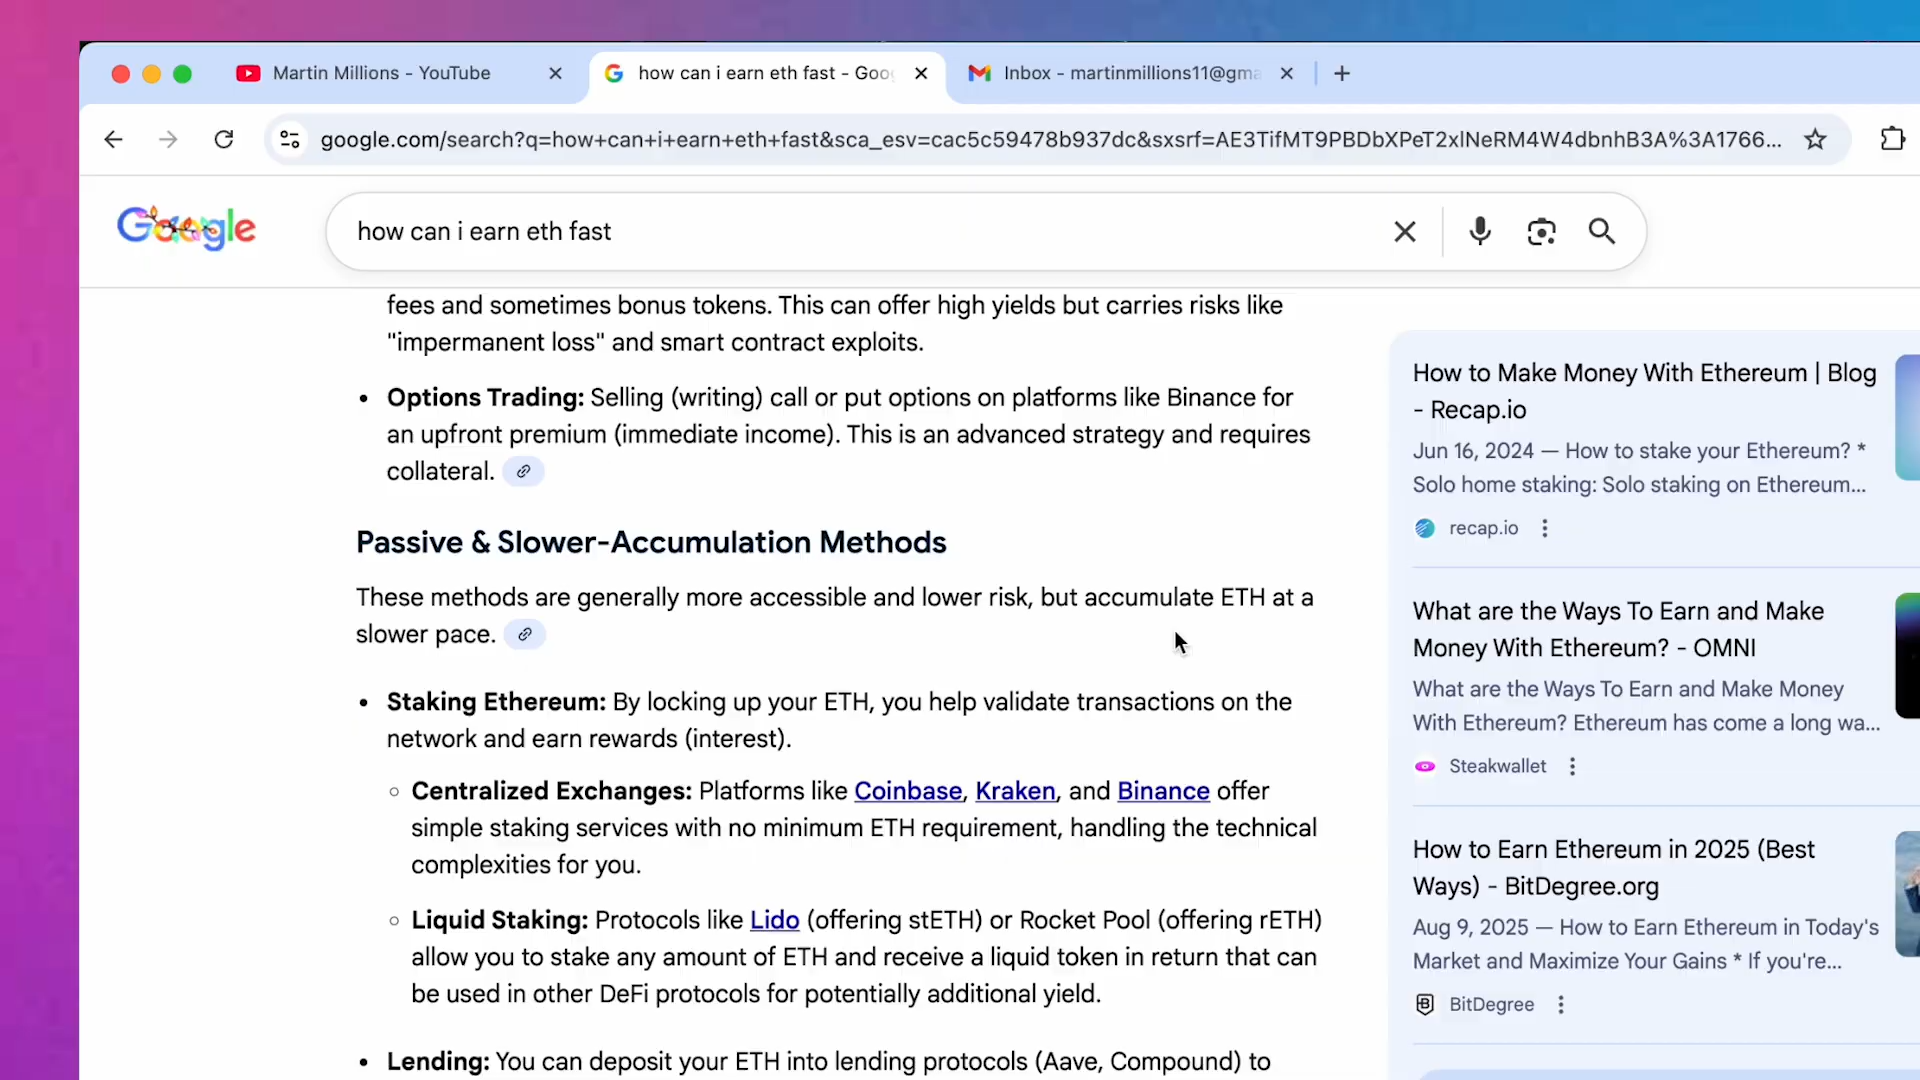 Martin Millions - YouTube
how can i earn eth fast - Goo
Inbox - martinmillions11@gma
google.com/search?q=how+can+i+earn+eth+fast&sca_esv=cac5c59478b937dc&sxsrf=AE3TifMT9PBDbXPeT2xlNeRM4W4dbnhB3A%3A1766...
Google
how can i earn eth fast
fees and sometimes bonus tokens. This can offer high yields but carries risks like
"impermanent loss" and smart contract exploits.
• Options Trading: Selling (writing) call or put options on platforms like Binance for
an upfront premium (immediate income). This is an advanced strategy and requires
collateral.
Passive & Slower-Accumulation Methods
These methods are generally more accessible and lower risk, but accumulate ETH at a
slower pace.
• Staking Ethereum: By locking up your ETH, you help validate transactions on the
network and earn rewards (interest).
◦ Centralized Exchanges: Platforms like Coinbase, Kraken, and Binance offer
simple staking services with no minimum ETH requirement, handling the technical
complexities for you.
◦ Liquid Staking: Protocols like Lido (offering stETH) or Rocket Pool (offering rETH)
allow you to stake any amount of ETH and receive a liquid token in return that can
be used in other DeFi protocols for potentially additional yield.
• Lending: You can deposit your ETH into lending protocols (Aave, Compound) to
How to Make Money With Ethereum | Blog
- Recap.io
Jun 16, 2024 — How to stake your Ethereum? *
Solo home staking: Solo staking on Ethereum...
recap.io
What are the Ways To Earn and Make
Money With Ethereum? - OMNI
What are the Ways To Earn and Make Money
With Ethereum? Ethereum has come a long wa...
Steakwallet
How to Earn Ethereum in 2025 (Best
Ways) - BitDegree.org
Aug 9, 2025 — How to Earn Ethereum in Today's
Market and Maximize Your Gains * If you're...
BitDegree